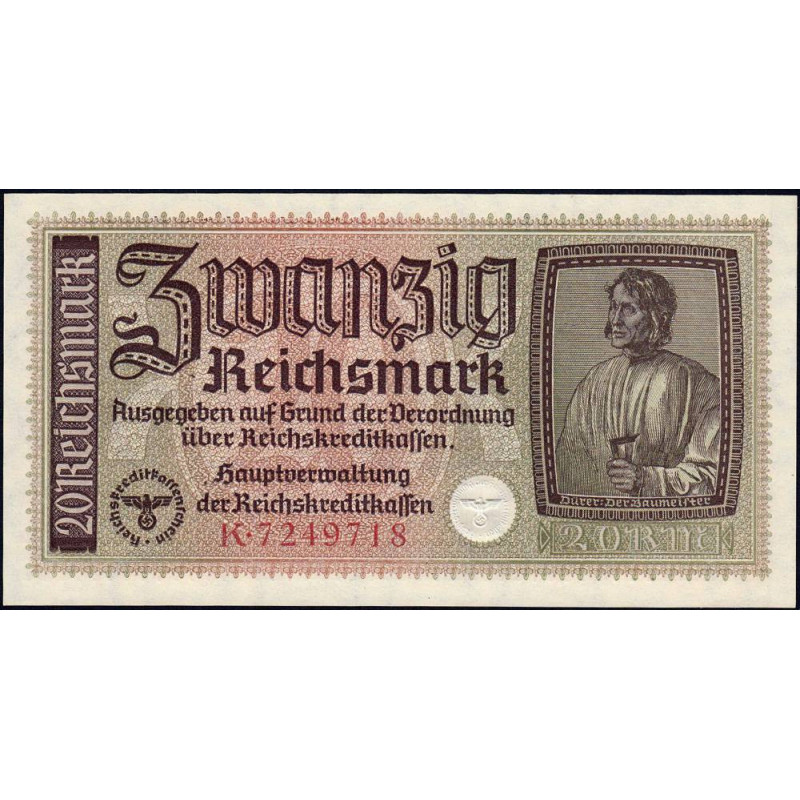 20 Reichsmark
Zwanzig
Reichsmark
Ausgegeben auf Grund der Verordnung
über Reichskreditkassen.
Hauptverwaltung
der Reichskreditkassen
Reichskreditkassenschein
K·7249718
Dürer·Der Baumeister
20 RM